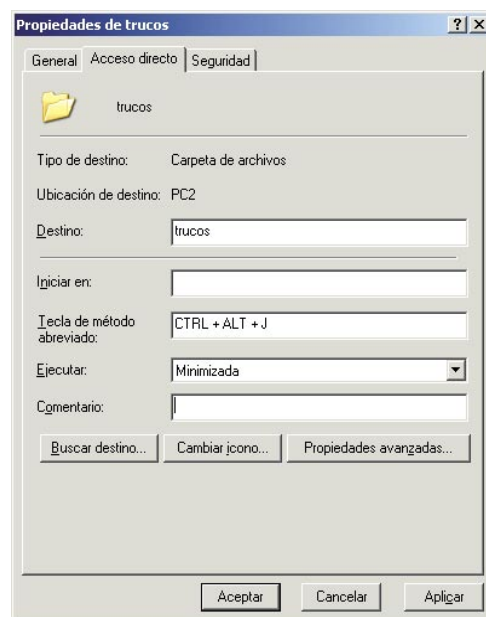 Propiedades de trucos
General Acceso directo Seguridad
trucos
Tipo de destino: Carpeta de archivos
Ubicación de destino: PC2
Destino: trucos
Iniciar en:
Tecla de método abreviado: CTRL + ALT + J
Ejecutar: Minimizada
Comentario:
Buscar destino... Cambiar icono... Propiedades avanzadas...
Aceptar Cancelar Aplicar